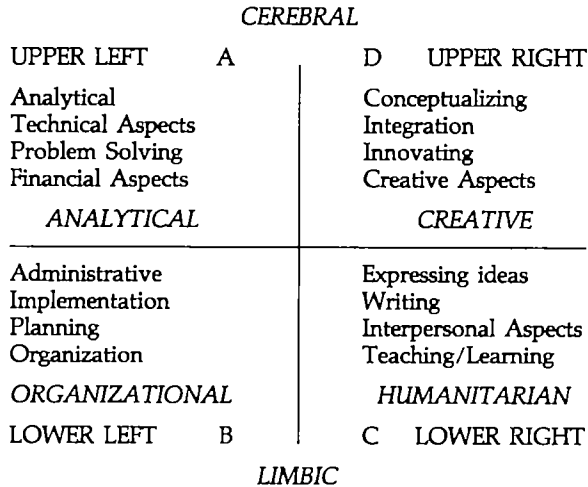 CEREBRAL
UPPER LEFT A D UPPER RIGHT
Analytical Conceptualizing
Technical Aspects Integration
Problem Solving Innovating
Financial Aspects Creative Aspects
ANALYTICAL CREATIVE
Administrative Expressing ideas
Implementation Writing
Planning Interpersonal Aspects
Organization Teaching/Learning
ORGANIZATIONAL HUMANITARIAN
LOWER LEFT B C LOWER RIGHT
LIMBIC